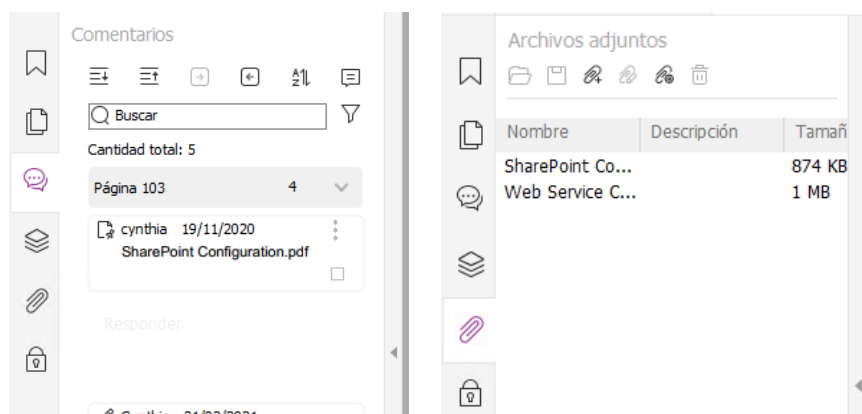 Comentarios
Buscar
Cantidad total: 5
Página 103 4
cynthia 19/11/2020
SharePoint Configuration.pdf
Responder
Archivos adjuntos
Nombre Descripción Tamañ
SharePoint Co... 874 KB
Web Service C... 1 MB